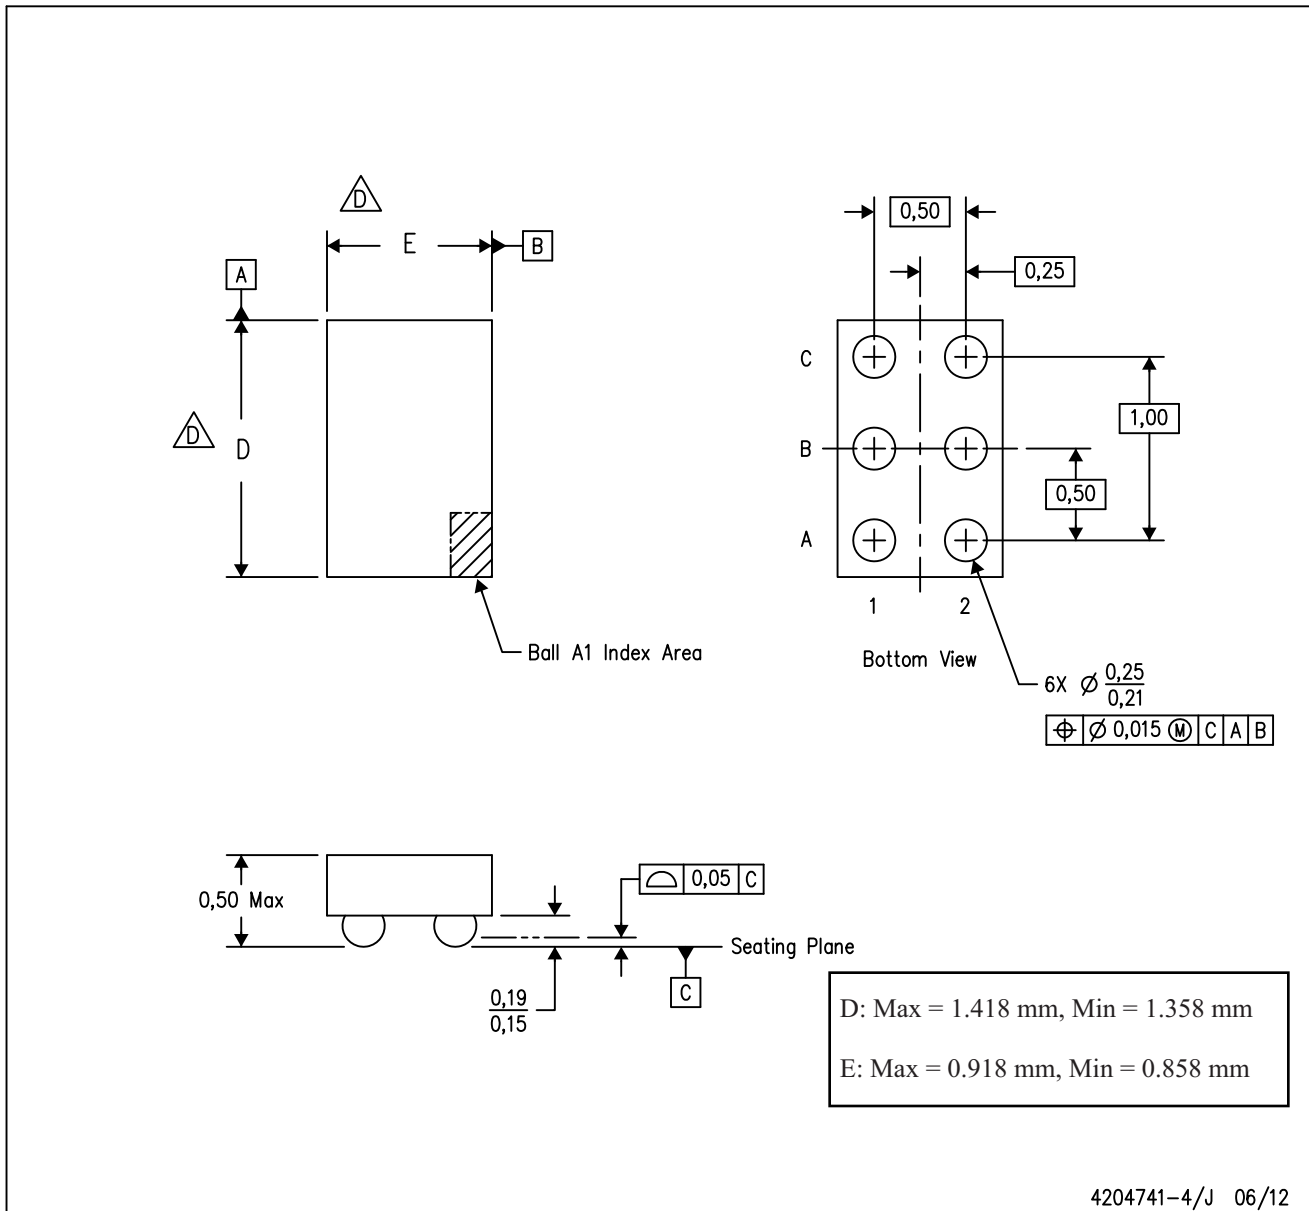 D
E
B
A
D
D
Ball A1 Index Area
0,50
0,25
C
B
A
1,00
0,50
1 2
Bottom View
6X Ø 0,25
0,21
⌖ Ø 0,015 Ⓜ C A B
0,50 Max
⌓ 0,05 C
Seating Plane
C
0,19
0,15
D: Max = 1.418 mm, Min = 1.358 mm
E: Max = 0.918 mm, Min = 0.858 mm
4204741-4/J 06/12